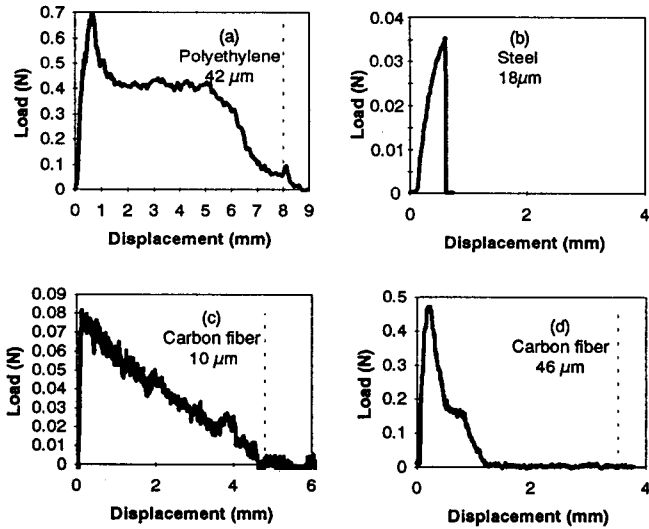 0.7
0.6
0.5
0.4
0.3
0.2
0.1
0
Load (N)
(a)
Polyethylene
42 µm
0 1 2 3 4 5 6 7 8 9
Displacement (mm)
0.04
0.03
0.02
0.01
0
Load (N)
(b)
Steel
18µm
0 2 4
Displacement (mm)
0.09
0.08
0.07
0.06
0.05
0.04
0.03
0.02
0.01
0
Load (N)
(c)
Carbon fiber
10 µm
0 2 4 6
Displacement (mm)
0.5
0.4
0.3
0.2
0.1
0
Load (N)
(d)
Carbon fiber
46 µm
0 2 4
Displacement (mm)